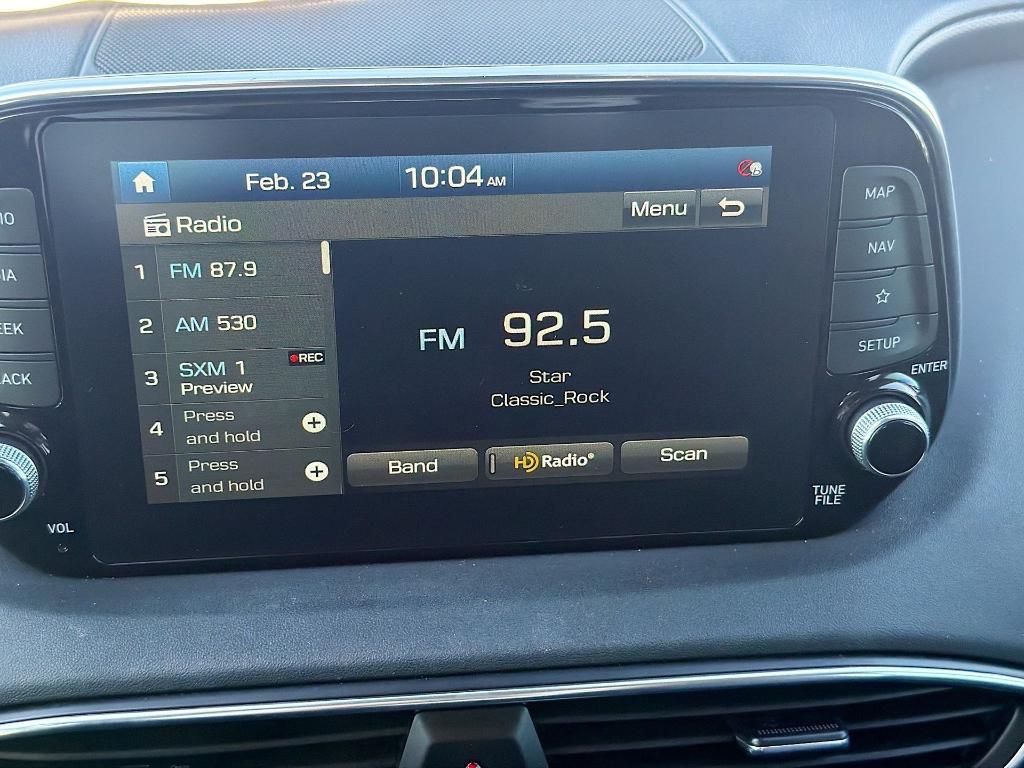 Feb. 23 10:04 AM
Radio Menu
1 FM 87.9
2 AM 530
3 SXM 1 REC
Preview
4 Press
and hold
5 Press
and hold
FM 92.5
Star
Classic_Rock
Band HD Radio® Scan
VOL
MAP
NAV
SETUP
ENTER
TUNE
FILE